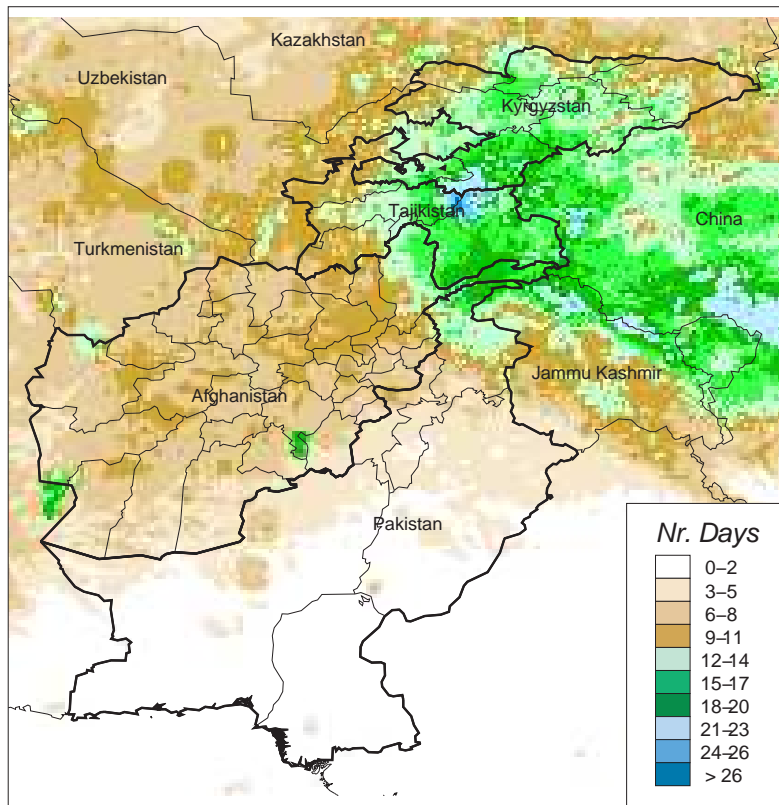 Kazakhstan
Uzbekistan
Kyrgyzstan
Tajikistan
China
Turkmenistan
Jammu Kashmir
Afghanistan
Pakistan
Nr. Days
0–2
3–5
6–8
9–11
12–14
15–17
18–20
21–23
24–26
> 26